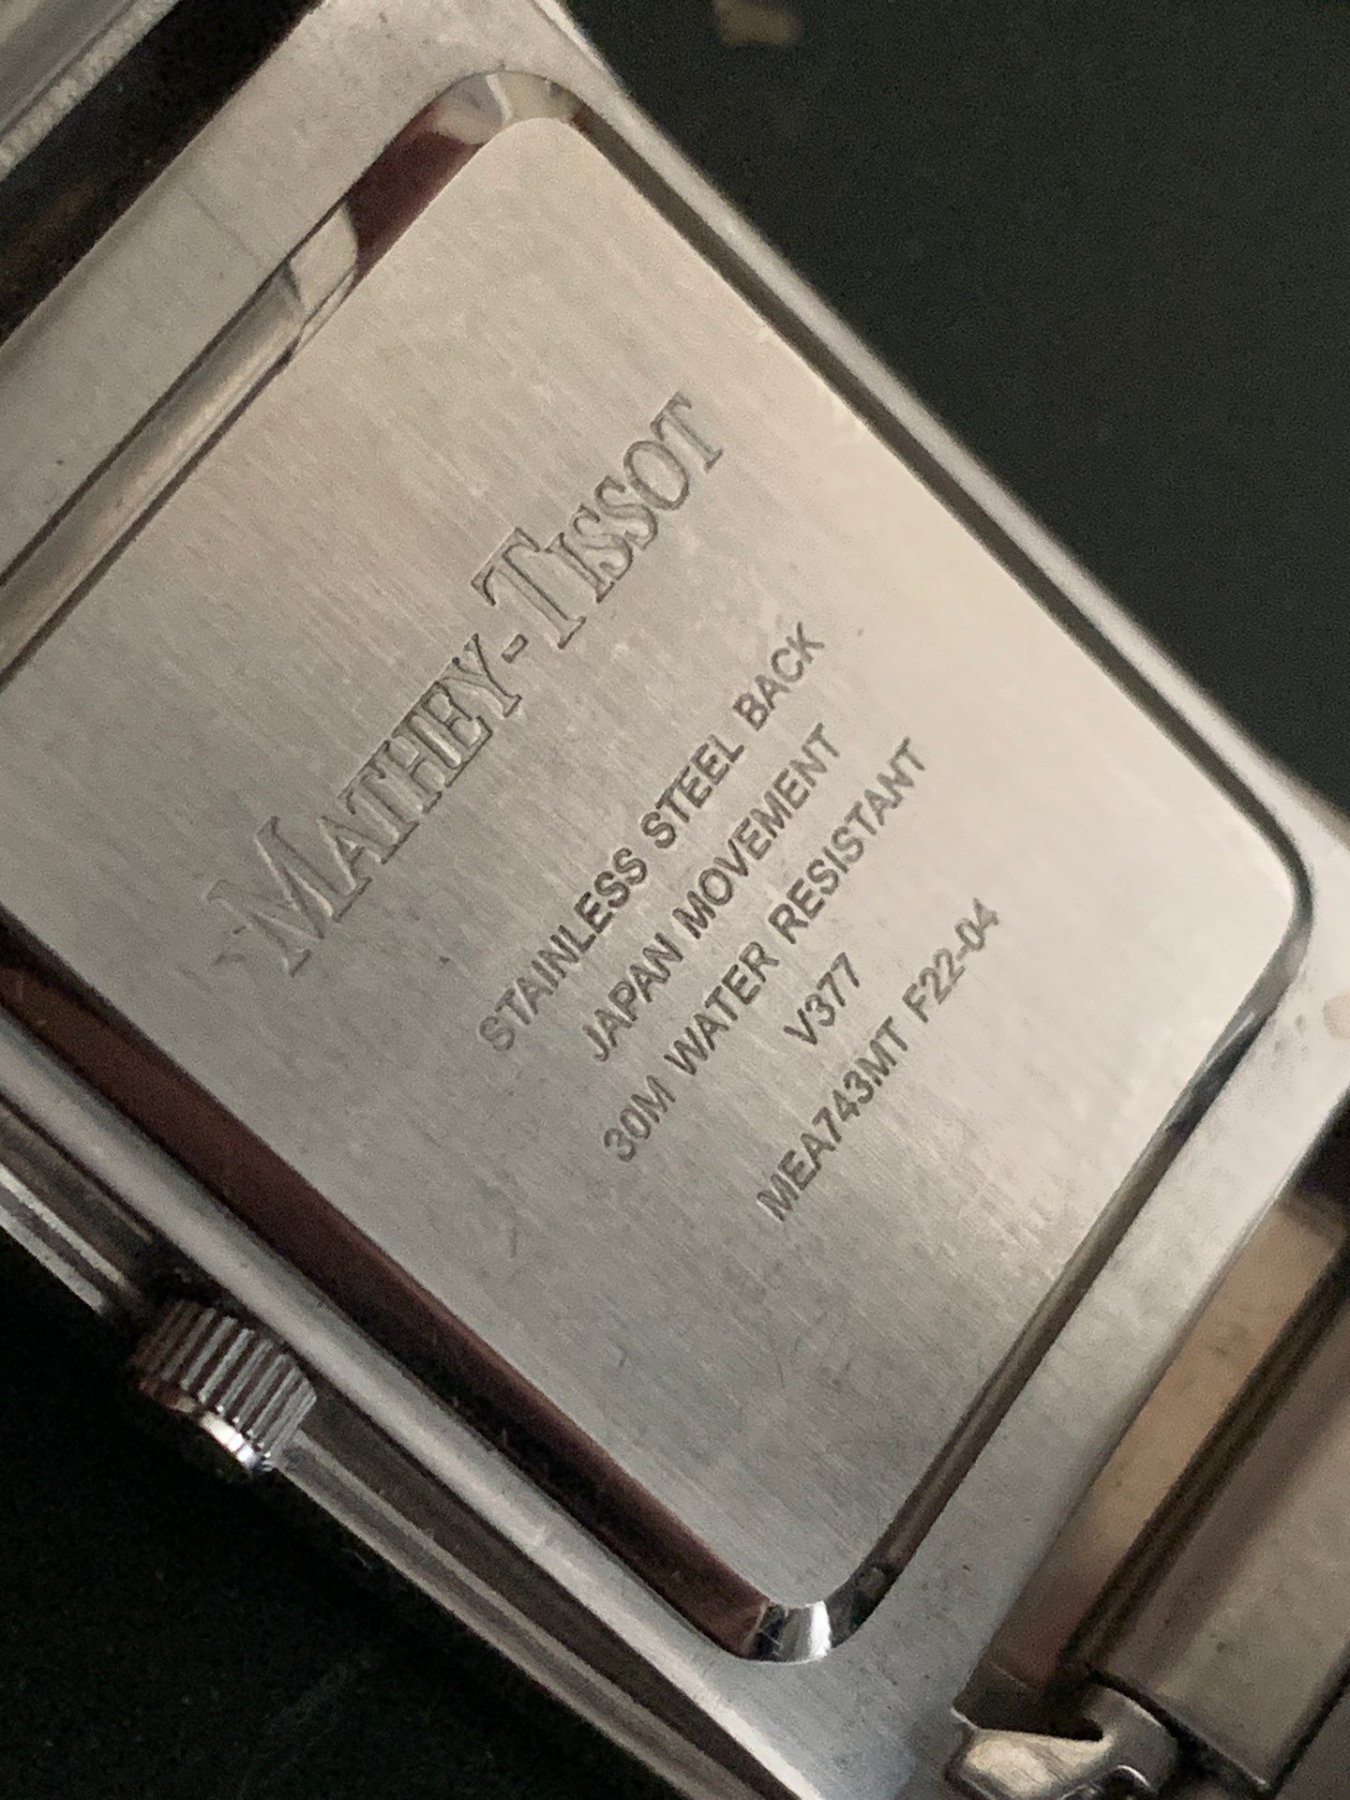 MATHEY-TISSOT
STAINLESS STEEL BACK
JAPAN MOVEMENT
30M WATER RESISTANT
V377
MEA743MT F22-04